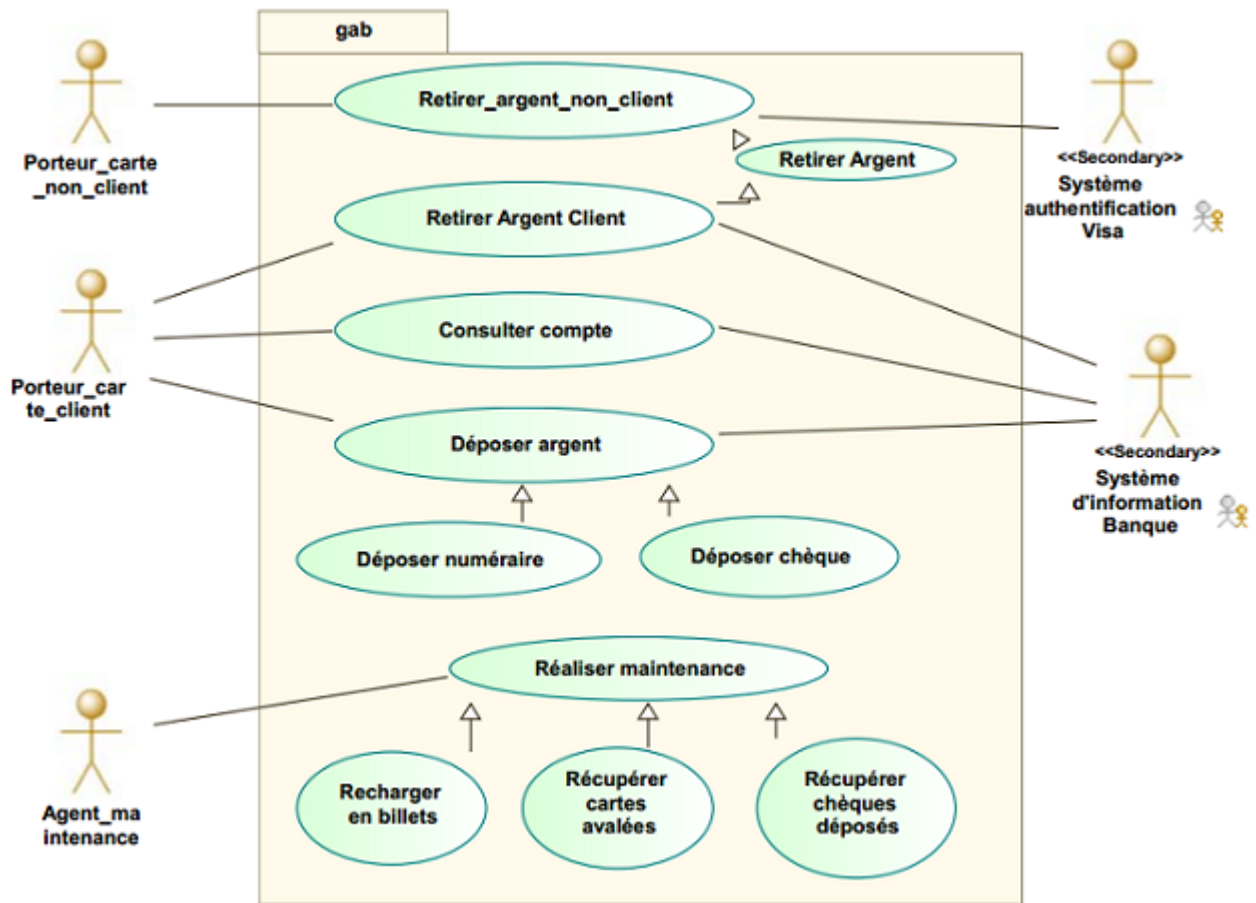 gab
Retirer_argent_non_client
Porteur_carte
_non_client
Retirer Argent
<<Secondary>>
Système
authentification
Visa
Retirer Argent Client
Consulter compte
Porteur_car
te_client
Déposer argent
<<Secondary>>
Système
d'information
Banque
Déposer numéraire
Déposer chèque
Réaliser maintenance
Agent_ma
intenance
Recharger
en billets
Récupérer
cartes
avalées
Récupérer
chèques
déposés